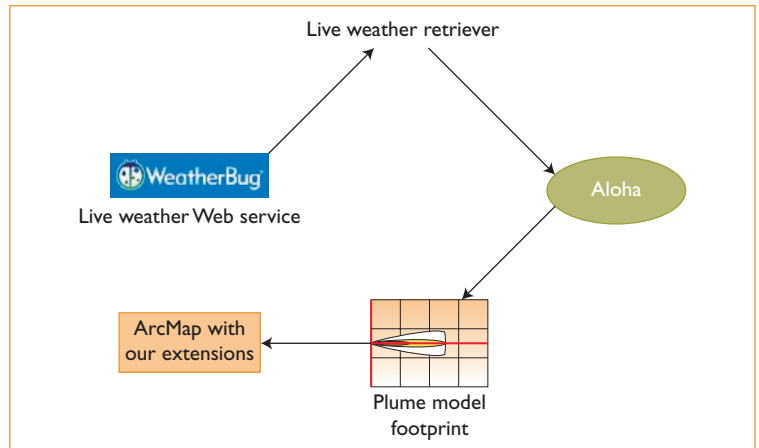 Live weather retriever
WeatherBug
Live weather Web service
Aloha
ArcMap with
our extensions
Plume model
footprint